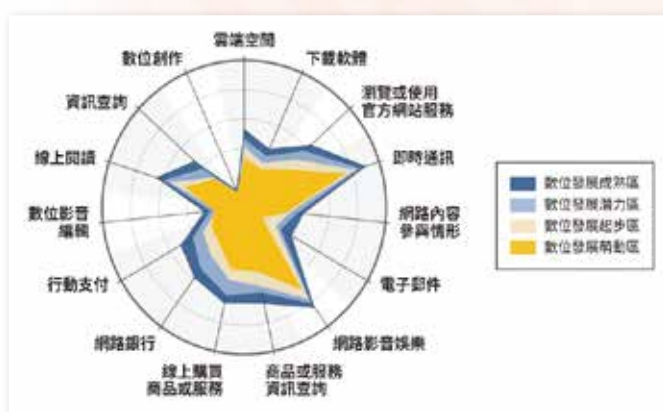 雲端空間
下載軟體
瀏覽或使用
官方網站服務
即時通訊
網路內容
參與情形
電子郵件
網路影音娛樂
商品或服務
資訊查詢
線上購買
商品或服務
網路銀行
行動支付
數位影音
編輯
線上閱讀
資訊查詢
數位創作
數位發展成熟區
數位發展潛力區
數位發展起步區
數位發展萌動區